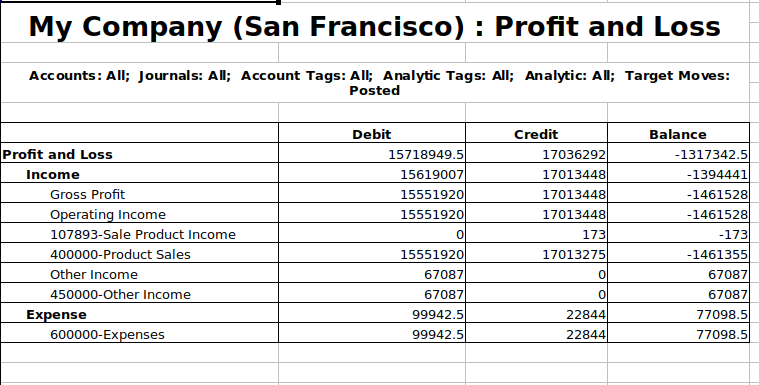 My Company (San Francisco) : Profit and Loss
Accounts: All; Journals: All; Account Tags: All; Analytic Tags: All; Analytic: All; Target Moves:
Posted
Debit Credit Balance
Profit and Loss 15718949.5 17036292 -1317342.5
Income 15619007 17013448 -1394441
Gross Profit 15551920 17013448 -1461528
Operating Income 15551920 17013448 -1461528
107893-Sale Product Income 0 173 -173
400000-Product Sales 15551920 17013275 -1461355
Other Income 67087 0 67087
450000-Other Income 67087 0 67087
Expense 99942.5 22844 77098.5
600000-Expenses 99942.5 22844 77098.5